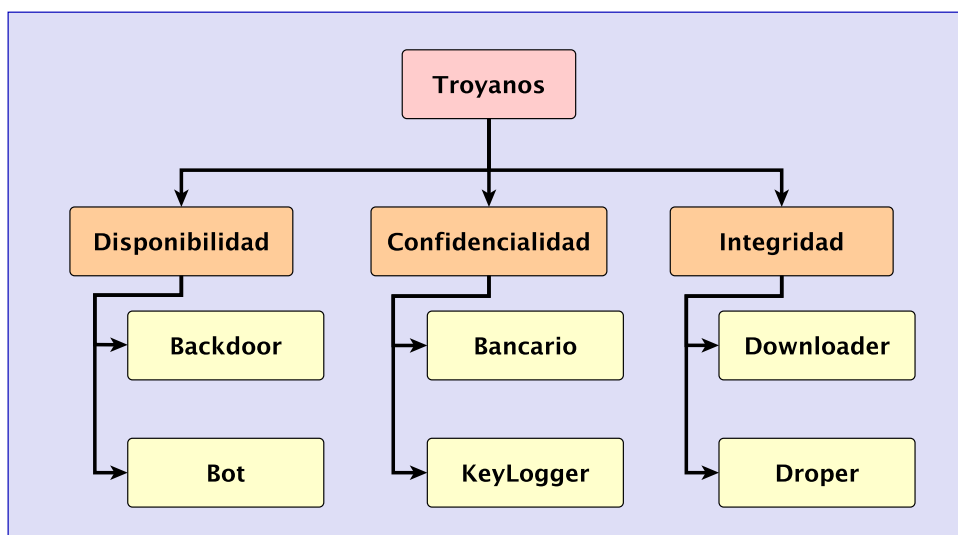 Troyanos
Disponibilidad
Confidencialidad
Integridad
Backdoor
Bancario
Downloader
Bot
KeyLogger
Droper